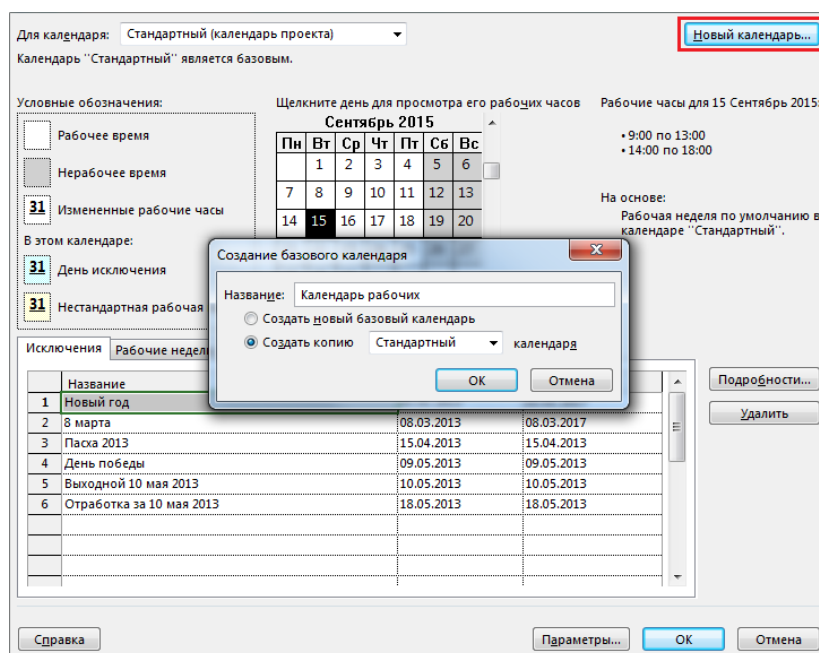 Для календаря: Стандартный (календарь проекта) Новый календарь...
Календарь "Стандартный" является базовым.
Условные обозначения: Щелкните день для просмотра его рабочих часов Рабочие часы для 15 Сентябрь 2015:
Сентябрь 2015
Рабочее время
Пн Вт Ср Чт Пт Сб Вс
• 9:00 по 13:00
• 14:00 по 18:00
1 2 3 4 5 6
Нерабочее время
7 8 9 10 11 12 13
На основе:
31 Измененные рабочие часы
14 15 16 17 18 19 20
Рабочая неделя по умолчанию в
календаре "Стандартный".
В этом календаре:
31 День исключения
31 Нестандартная рабочая
Создание базового календаря
Название: Календарь рабочих
Создать новый базовый календарь
Создать копию Стандартный календаря
ОК Отмена
Исключения Рабочие недели
Название
1 Новый год
2 8 марта 08.03.2013 08.03.2017
3 Пасха 2013 15.04.2013 15.04.2013
4 День победы 09.05.2013 09.05.2013
5 Выходной 10 мая 2013 10.05.2013 10.05.2013
6 Отработка за 10 мая 2013 18.05.2013 18.05.2013
Подробности...
Удалить
Справка Параметры... ОК Отмена